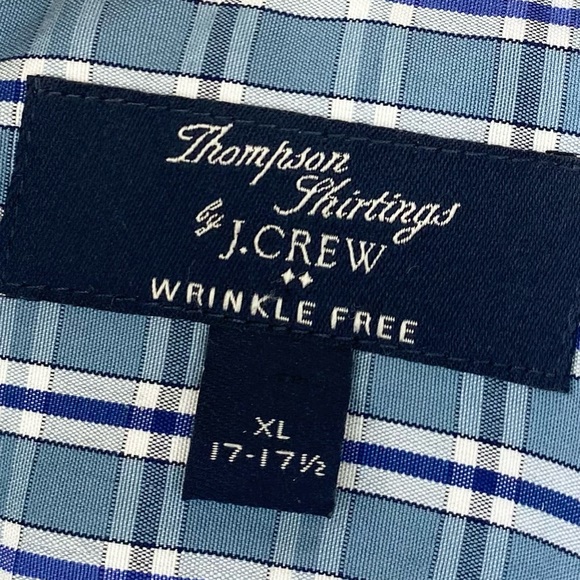 Thompson
Shirtings
by J.CREW
WRINKLE FREE
XL
17-17½